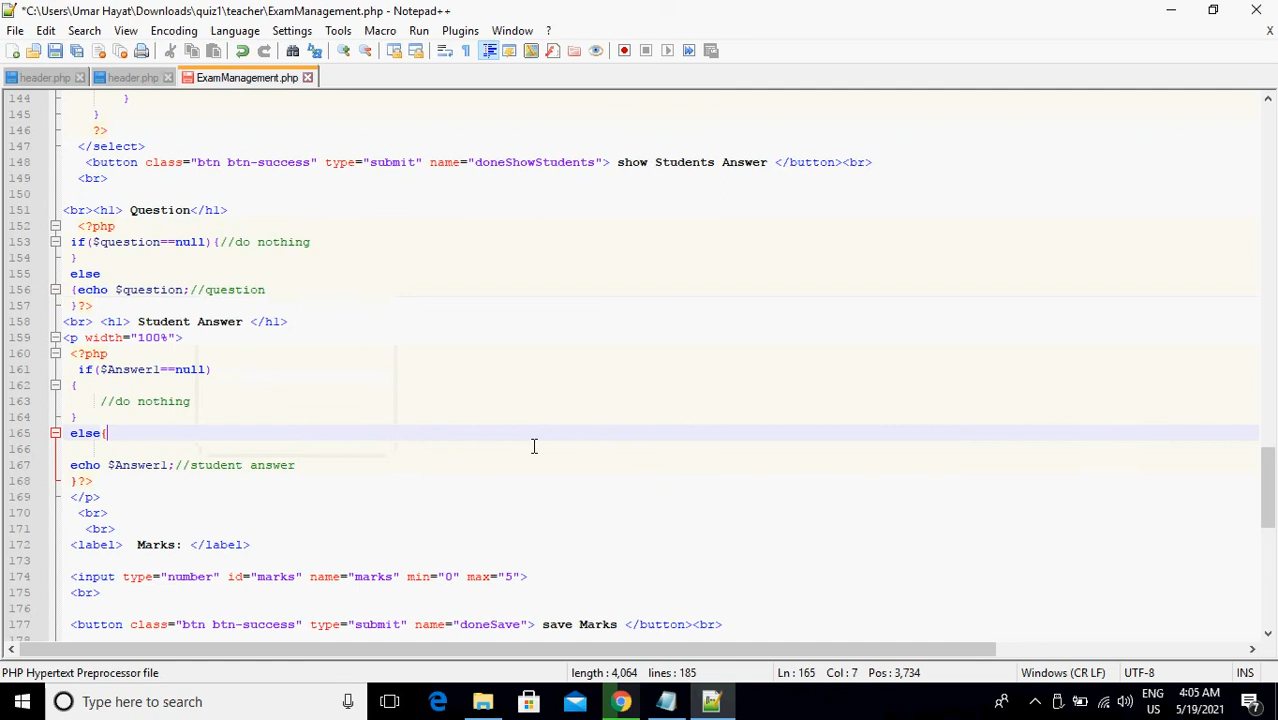 *C:\Users\Umar Hayat\Downloads\quiz1\teacher\ExamManagement.php - Notepad++
File Edit Search View Encoding Language Settings Tools Macro Run Plugins Window ?
header.php header.php ExamManagement.php
144 }
145 }
146 ?>
147 </select>
148 <button class="btn btn-success" type="submit" name="doneShowStudents"> show Students Answer </button><br>
149 <br>
150
151 <br><h1> Question</h1>
152 <?php
153 if($question==null){//do nothing
154 }
155 else
156 {echo $question;//question
157 }?>
158 <br> <h1> Student Answer </h1>
159 <p width="100%">
160 <?php
161 if($Answer1==null)
162 {
163 //do nothing
164 }
165 else{
166
167 echo $Answer1;//student answer
168 }?>
169 </p>
170 <br>
171 <br>
172 <label> Marks: </label>
173
174 <input type="number" id="marks" name="marks" min="0" max="5">
175 <br>
176
177 <button class="btn btn-success" type="submit" name="doneSave"> save Marks </button><br>
178
PHP Hypertext Preprocessor file length : 4,064 lines : 185 Ln : 165 Col : 7 Pos : 3,734 Windows (CR LF) UTF-8 INS
Type here to search
ENG 4:05 AM
US 5/19/2021
7